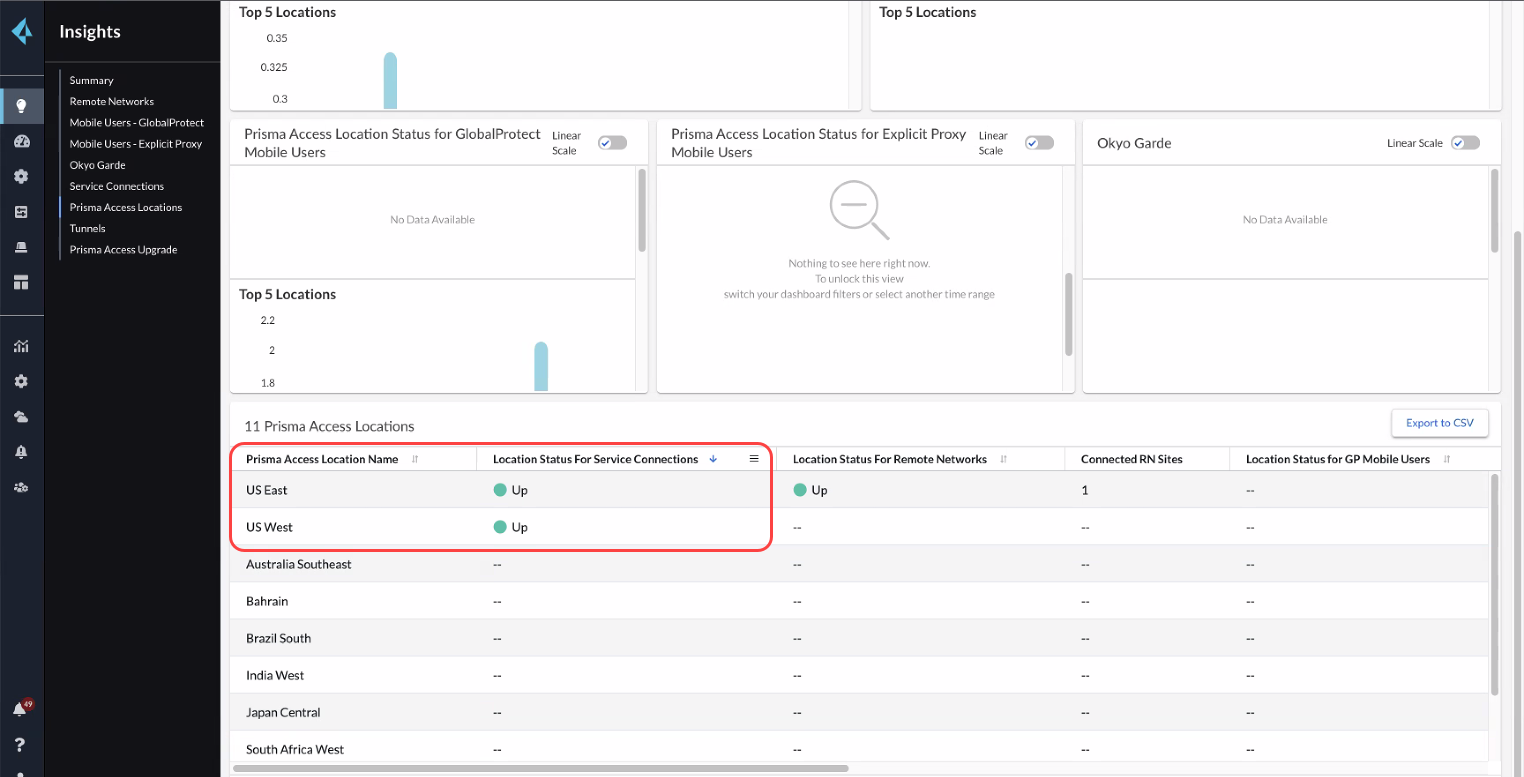 Insights
Summary
Remote Networks
Mobile Users - GlobalProtect
Mobile Users - Explicit Proxy
Okyo Garde
Service Connections
Prisma Access Locations
Tunnels
Prisma Access Upgrade
49
?
Top 5 Locations
0.35
0.325
0.3
Top 5 Locations
Prisma Access Location Status for GlobalProtect
Mobile Users
Linear
Scale
No Data Available
Top 5 Locations
2.2
2
1.8
Prisma Access Location Status for Explicit Proxy
Mobile Users
Linear
Scale
Nothing to see here right now.
To unlock this view
switch your dashboard filters or select another time range
Okyo Garde
Linear Scale
No Data Available
11 Prisma Access Locations
Export to CSV
Prisma Access Location Name Location Status For Service Connections Location Status For Remote Networks Connected RN Sites Location Status for GP Mobile Users
US East Up Up 1 --
US West Up -- -- --
Australia Southeast -- -- -- --
Bahrain -- -- -- --
Brazil South -- -- -- --
India West -- -- -- --
Japan Central -- -- -- --
South Africa West -- -- -- --